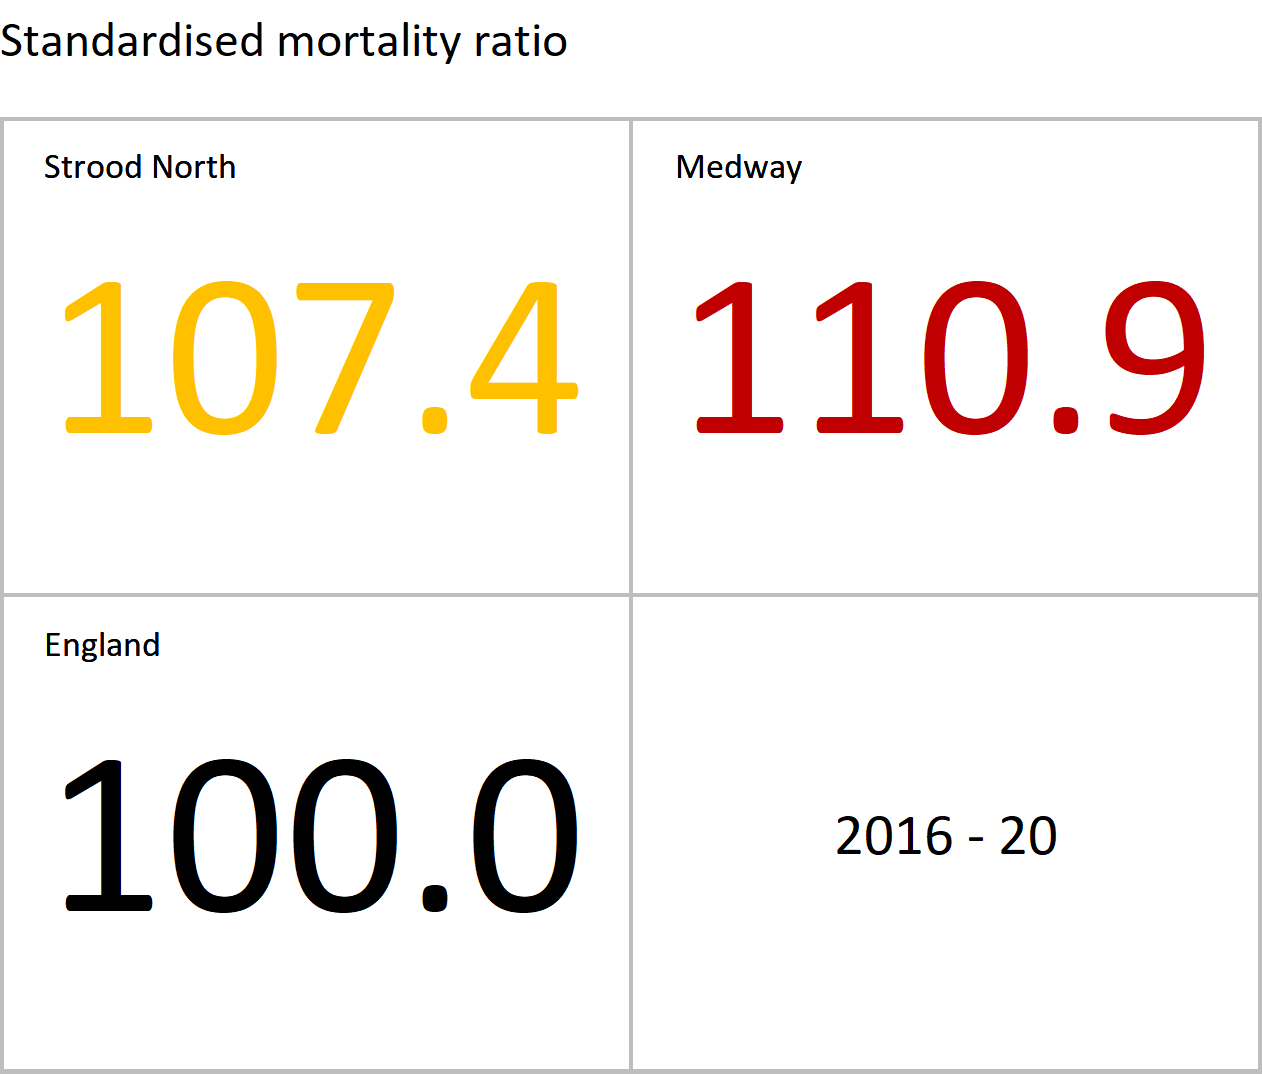 Standardised mortality ratio
Strood North
107.4
Medway
110.9
England
100.0
2016 - 20